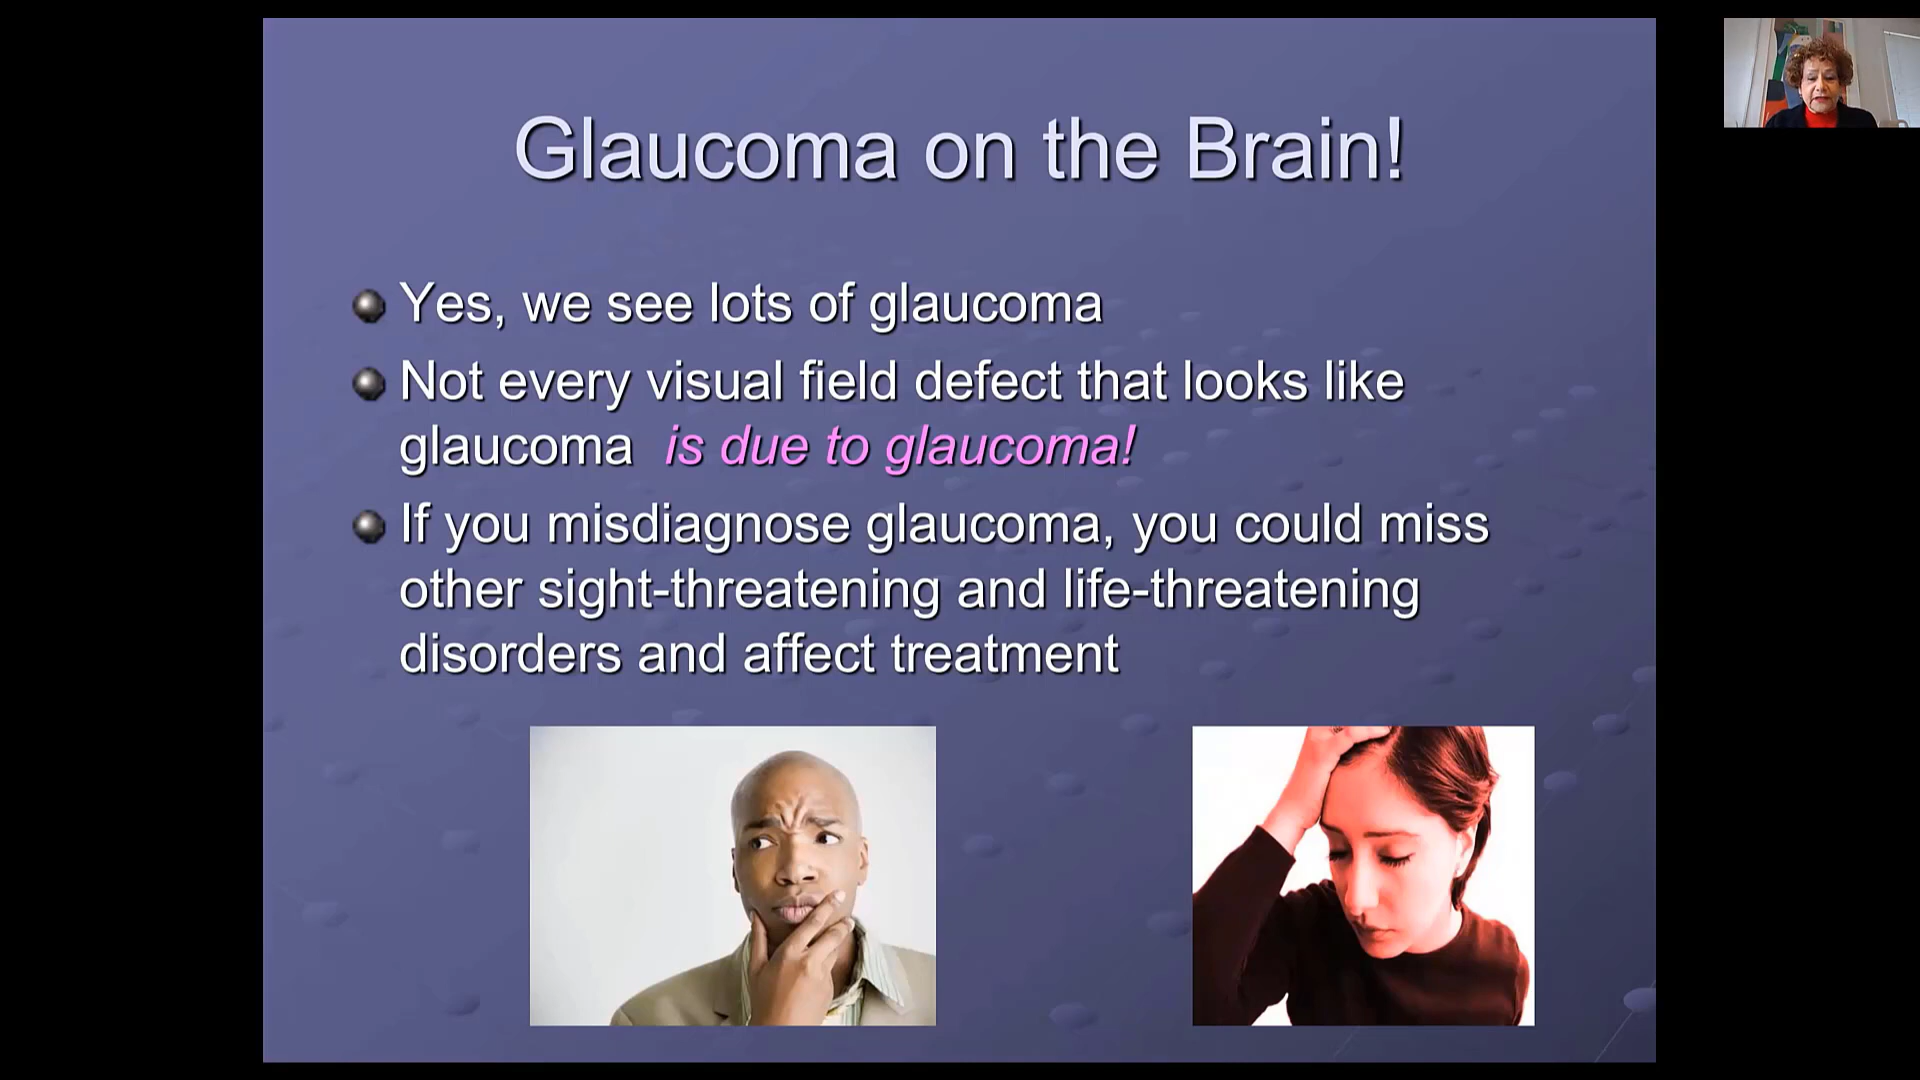 Glaucoma on the Brain!
Yes, we see lots of glaucoma
Not every visual field defect that looks like
glaucoma is due to glaucoma!
If you misdiagnose glaucoma, you could miss
other sight-threatening and life-threatening
disorders and affect treatment